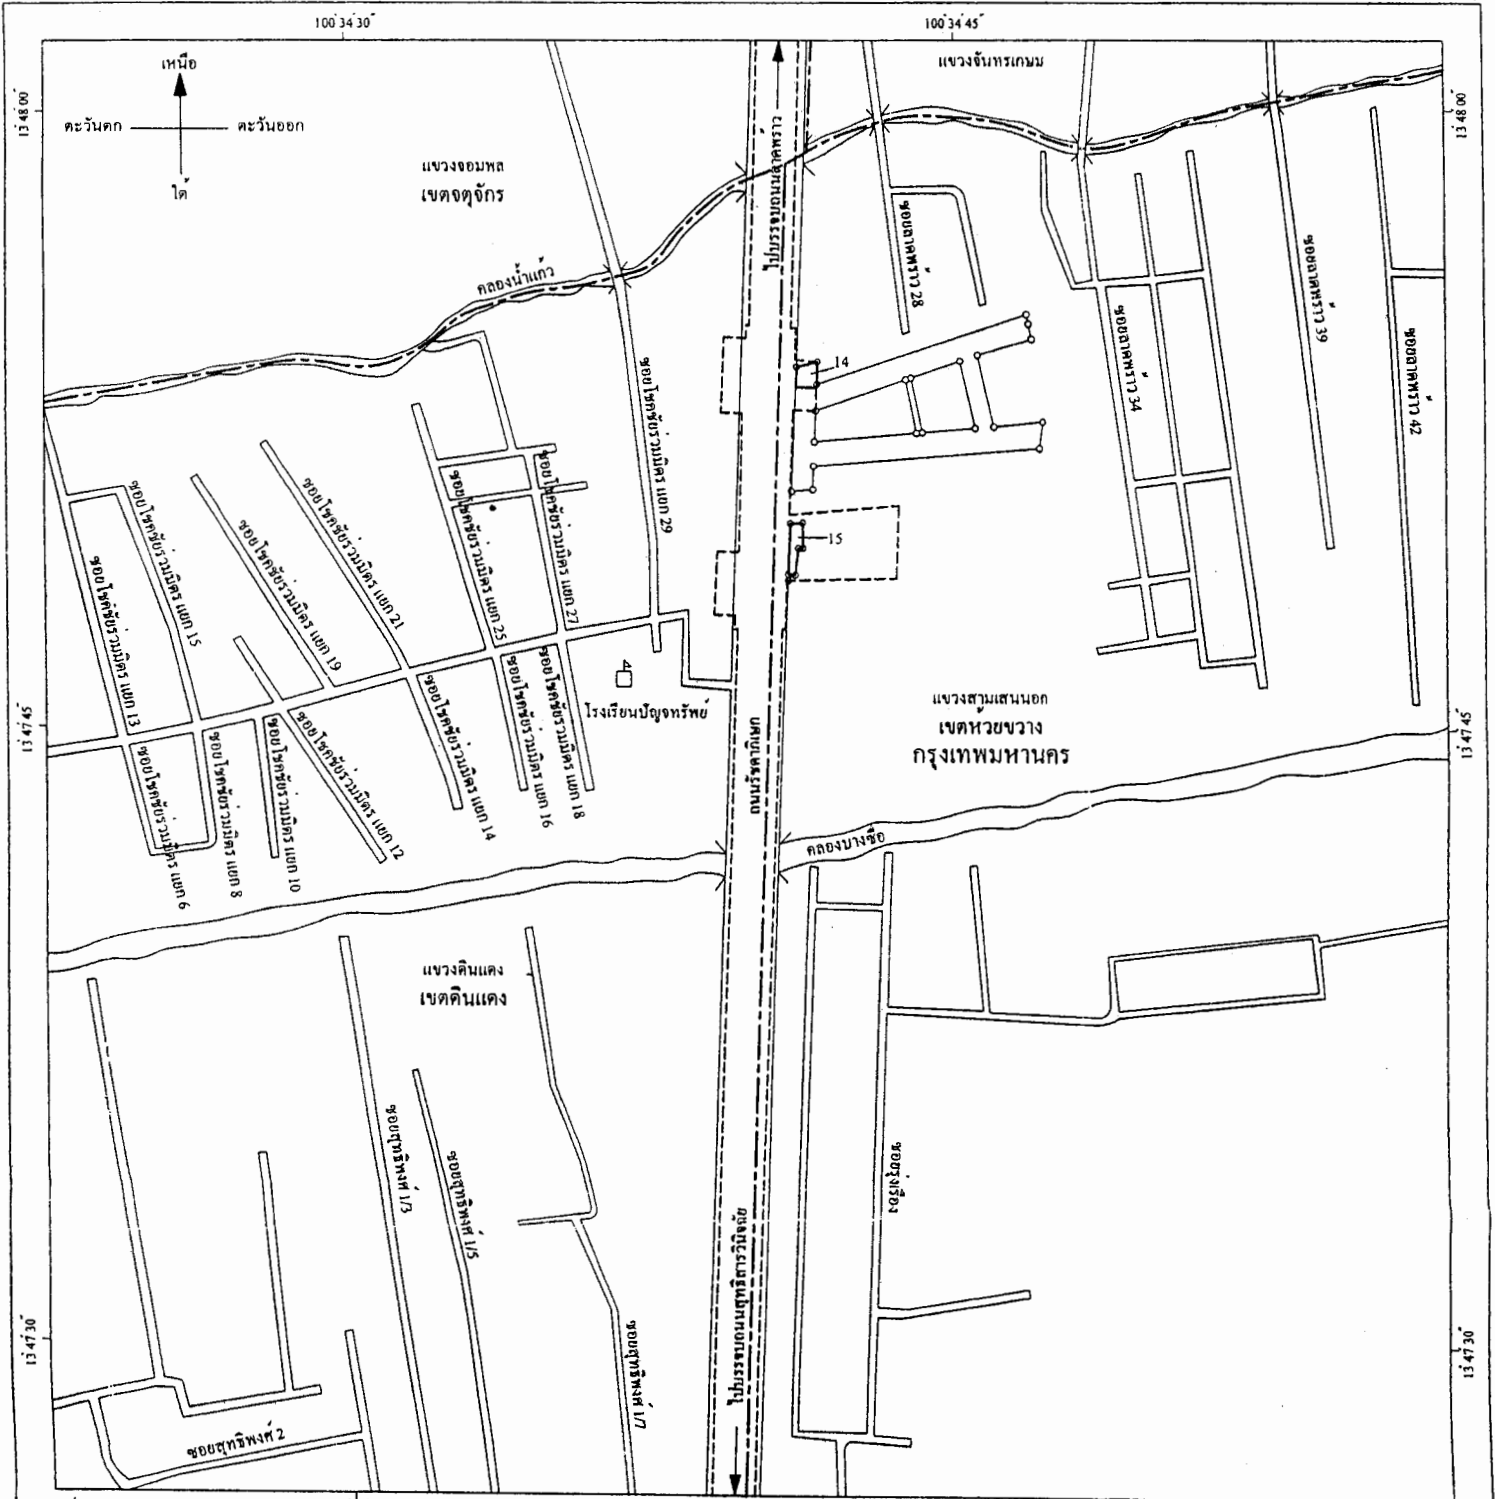 100°34'30"
100°34'45"
เหนือ
ตะวันตก
ตะวันออก
ใต้
13°48'00"
13°48'00"
แขวงจันทรเกษม
แขวงจอมพล
เขตจตุจักร
ไปบรรจบถนนลาดพร้าว
คลองน้ำแก้ว
ซอยลาดพร้าว 28
ซอยลาดพร้าว 34
ซอยลาดพร้าว 39
ซอยลาดพร้าว 42
14
15
ซอยโชคชัยร่วมมิตร แยก 29
ซอยโชคชัยร่วมมิตร แยก 27
ซอยโชคชัยร่วมมิตร แยก 25
ซอยโชคชัยร่วมมิตร แยก 21
ซอยโชคชัยร่วมมิตร แยก 19
ซอยโชคชัยร่วมมิตร แยก 15
ซอยโชคชัยร่วมมิตร แยก 13
โรงเรียนปัญจทรัพย์
ซอยโชคชัยร่วมมิตร แยก 6
ซอยโชคชัยร่วมมิตร แยก 8
ซอยโชคชัยร่วมมิตร แยก 10
ซอยโชคชัยร่วมมิตร แยก 12
ซอยโชคชัยร่วมมิตร แยก 14
ซอยโชคชัยร่วมมิตร แยก 16
ซอยโชคชัยร่วมมิตร แยก 18
13°47'45"
13°47'45"
ถนนรัชดาภิเษก
แขวงสามเสนนอก
เขตห้วยขวาง
กรุงเทพมหานคร
คลองบางซื่อ
แขวงดินแดง
เขตดินแดง
ซอยสุทธิพงศ์ 1/3
ซอยสุทธิพงศ์ 1/5
ซอยสุทธิพงศ์ 1/7
ซอยรุ่งเรือง
ไปบรรจบถนนสุทธิสารวินิจฉัย
13°47'30"
13°47'30"
ซอยสุทธิพงศ์ 2